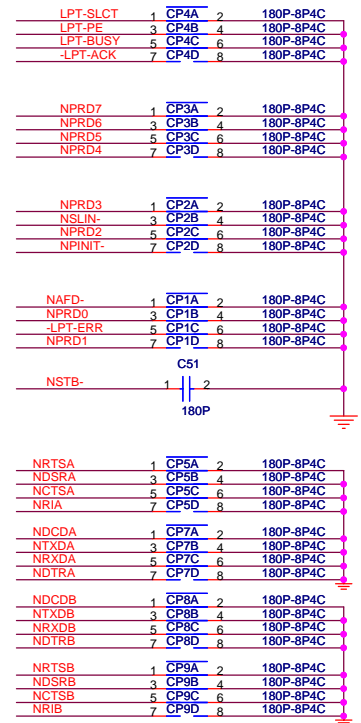 LPT-SLCT 1 CP4A 2 180P-8P4C
LPT-PE 3 CP4B 4 180P-8P4C
LPT-BUSY 5 CP4C 6 180P-8P4C
-LPT-ACK 7 CP4D 8 180P-8P4C
NPRD7 1 CP3A 2 180P-8P4C
NPRD6 3 CP3B 4 180P-8P4C
NPRD5 5 CP3C 6 180P-8P4C
NPRD4 7 CP3D 8 180P-8P4C
NPRD3 1 CP2A 2 180P-8P4C
NSLIN- 3 CP2B 4 180P-8P4C
NPRD2 5 CP2C 6 180P-8P4C
NPINIT- 7 CP2D 8 180P-8P4C
NAFD- 1 CP1A 2 180P-8P4C
NPRD0 3 CP1B 4 180P-8P4C
-LPT-ERR 5 CP1C 6 180P-8P4C
NPRD1 7 CP1D 8 180P-8P4C
C51
NSTB- 1 2
180P
NRTSA 1 CP5A 2 180P-8P4C
NDSRA 3 CP5B 4 180P-8P4C
NCTSA 5 CP5C 6 180P-8P4C
NRIA 7 CP5D 8 180P-8P4C
NDCDA 1 CP7A 2 180P-8P4C
NTXDA 3 CP7B 4 180P-8P4C
NRXDA 5 CP7C 6 180P-8P4C
NDTRA 7 CP7D 8 180P-8P4C
NDCDB 1 CP8A 2 180P-8P4C
NTXDB 3 CP8B 4 180P-8P4C
NRXDB 5 CP8C 6 180P-8P4C
NDTRB 7 CP8D 8 180P-8P4C
NRTSB 1 CP9A 2 180P-8P4C
NDSRB 3 CP9B 4 180P-8P4C
NCTSB 5 CP9C 6 180P-8P4C
NRIB 7 CP9D 8 180P-8P4C